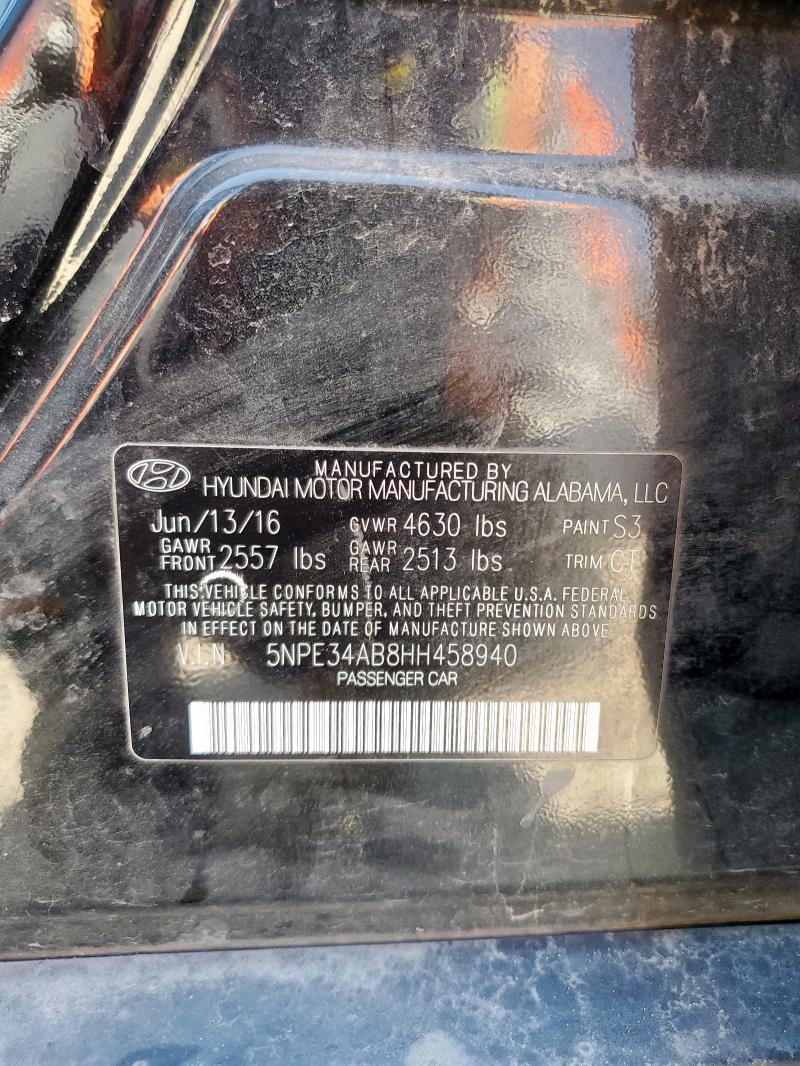 MANUFACTURED BY
HYUNDAI MOTOR MANUFACTURING ALABAMA, LLC
Jun/13/16 GVWR 4630 lbs PAINT S3
GAWR FRONT 2557 lbs GAWR REAR 2513 lbs TRIM CT
THIS VEHICLE CONFORMS TO ALL APPLICABLE U.S.A. FEDERAL
MOTOR VEHICLE SAFETY, BUMPER, AND THEFT PREVENTION STANDARDS
IN EFFECT ON THE DATE OF MANUFACTURE SHOWN ABOVE
V.I.N 5NPE34AB8HH458940
PASSENGER CAR